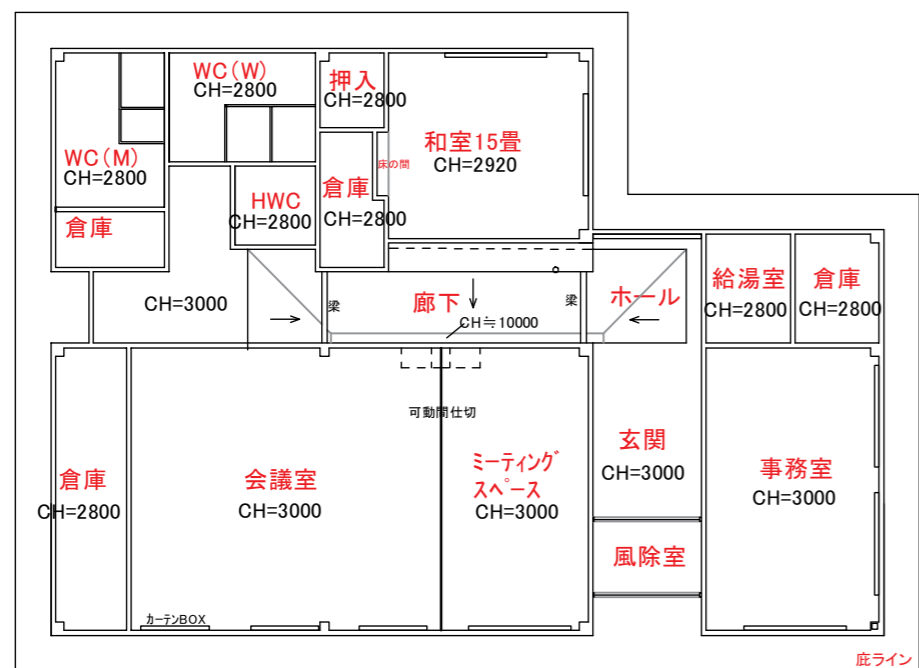 WC(W)
CH=2800
押入
CH=2800
和室15畳
CH=2920
WC(M)
CH=2800
床の間
HWC
CH=2800
倉庫
CH=2800
倉庫
CH=3000
梁
廊下
CH≒10000
梁
ホール
給湯室
CH=2800
倉庫
CH=2800
可動間仕切
倉庫
CH=2800
会議室
CH=3000
ミーティング
スペース
CH=3000
玄関
CH=3000
事務室
CH=3000
風除室
カーテンBOX
庇ライン